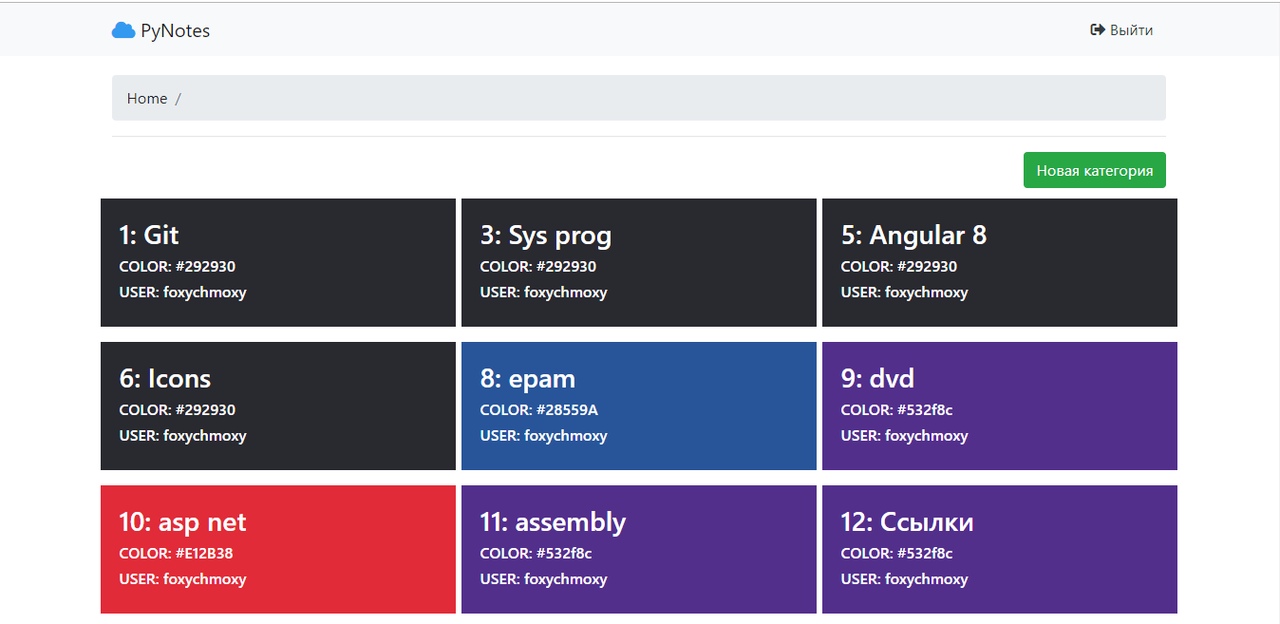 PyNotes
Выйти
Home /
Новая категория
1: Git
COLOR: #292930
USER: foxychmoxy
3: Sys prog
COLOR: #292930
USER: foxychmoxy
5: Angular 8
COLOR: #292930
USER: foxychmoxy
6: Icons
COLOR: #292930
USER: foxychmoxy
8: epam
COLOR: #28559A
USER: foxychmoxy
9: dvd
COLOR: #532f8c
USER: foxychmoxy
10: asp net
COLOR: #E12B38
USER: foxychmoxy
11: assembly
COLOR: #532f8c
USER: foxychmoxy
12: Ссылки
COLOR: #532f8c
USER: foxychmoxy